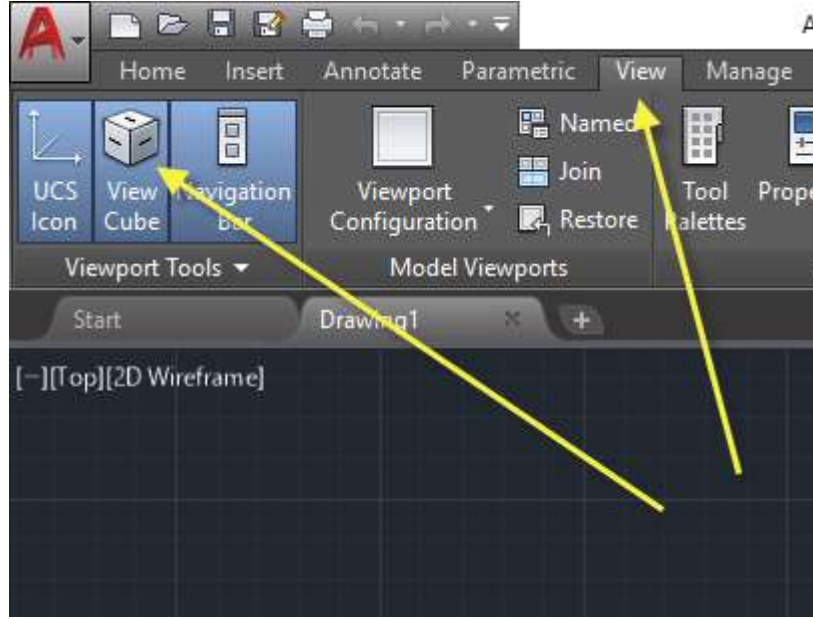 A
Home Insert Annotate Parametric View Manage
UCS Icon
View Cube
Navigation Bar
Viewport Configuration
Named
Join
Restore
Tool Palettes
Viewport Tools
Model Viewports
Start
Drawing1
[−][Top][2D Wireframe]